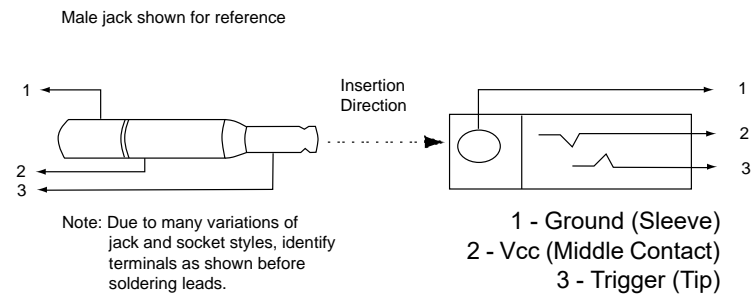 Male jack shown for reference
1
2
3
Insertion
Direction
1
2
3
Note: Due to many variations of
jack and socket styles, identify
terminals as shown before
soldering leads.
1 - Ground (Sleeve)
2 - Vcc (Middle Contact)
3 - Trigger (Tip)